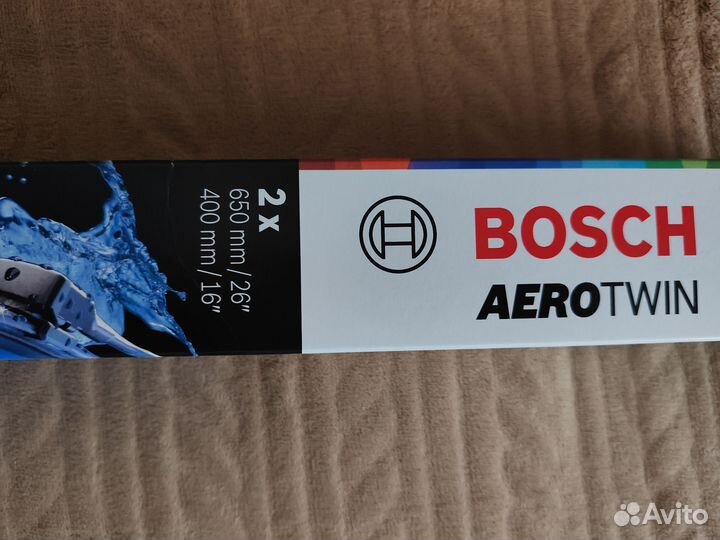 2 x
650 mm / 26″
400 mm / 16″
BOSCH
AEROTWIN
Avito